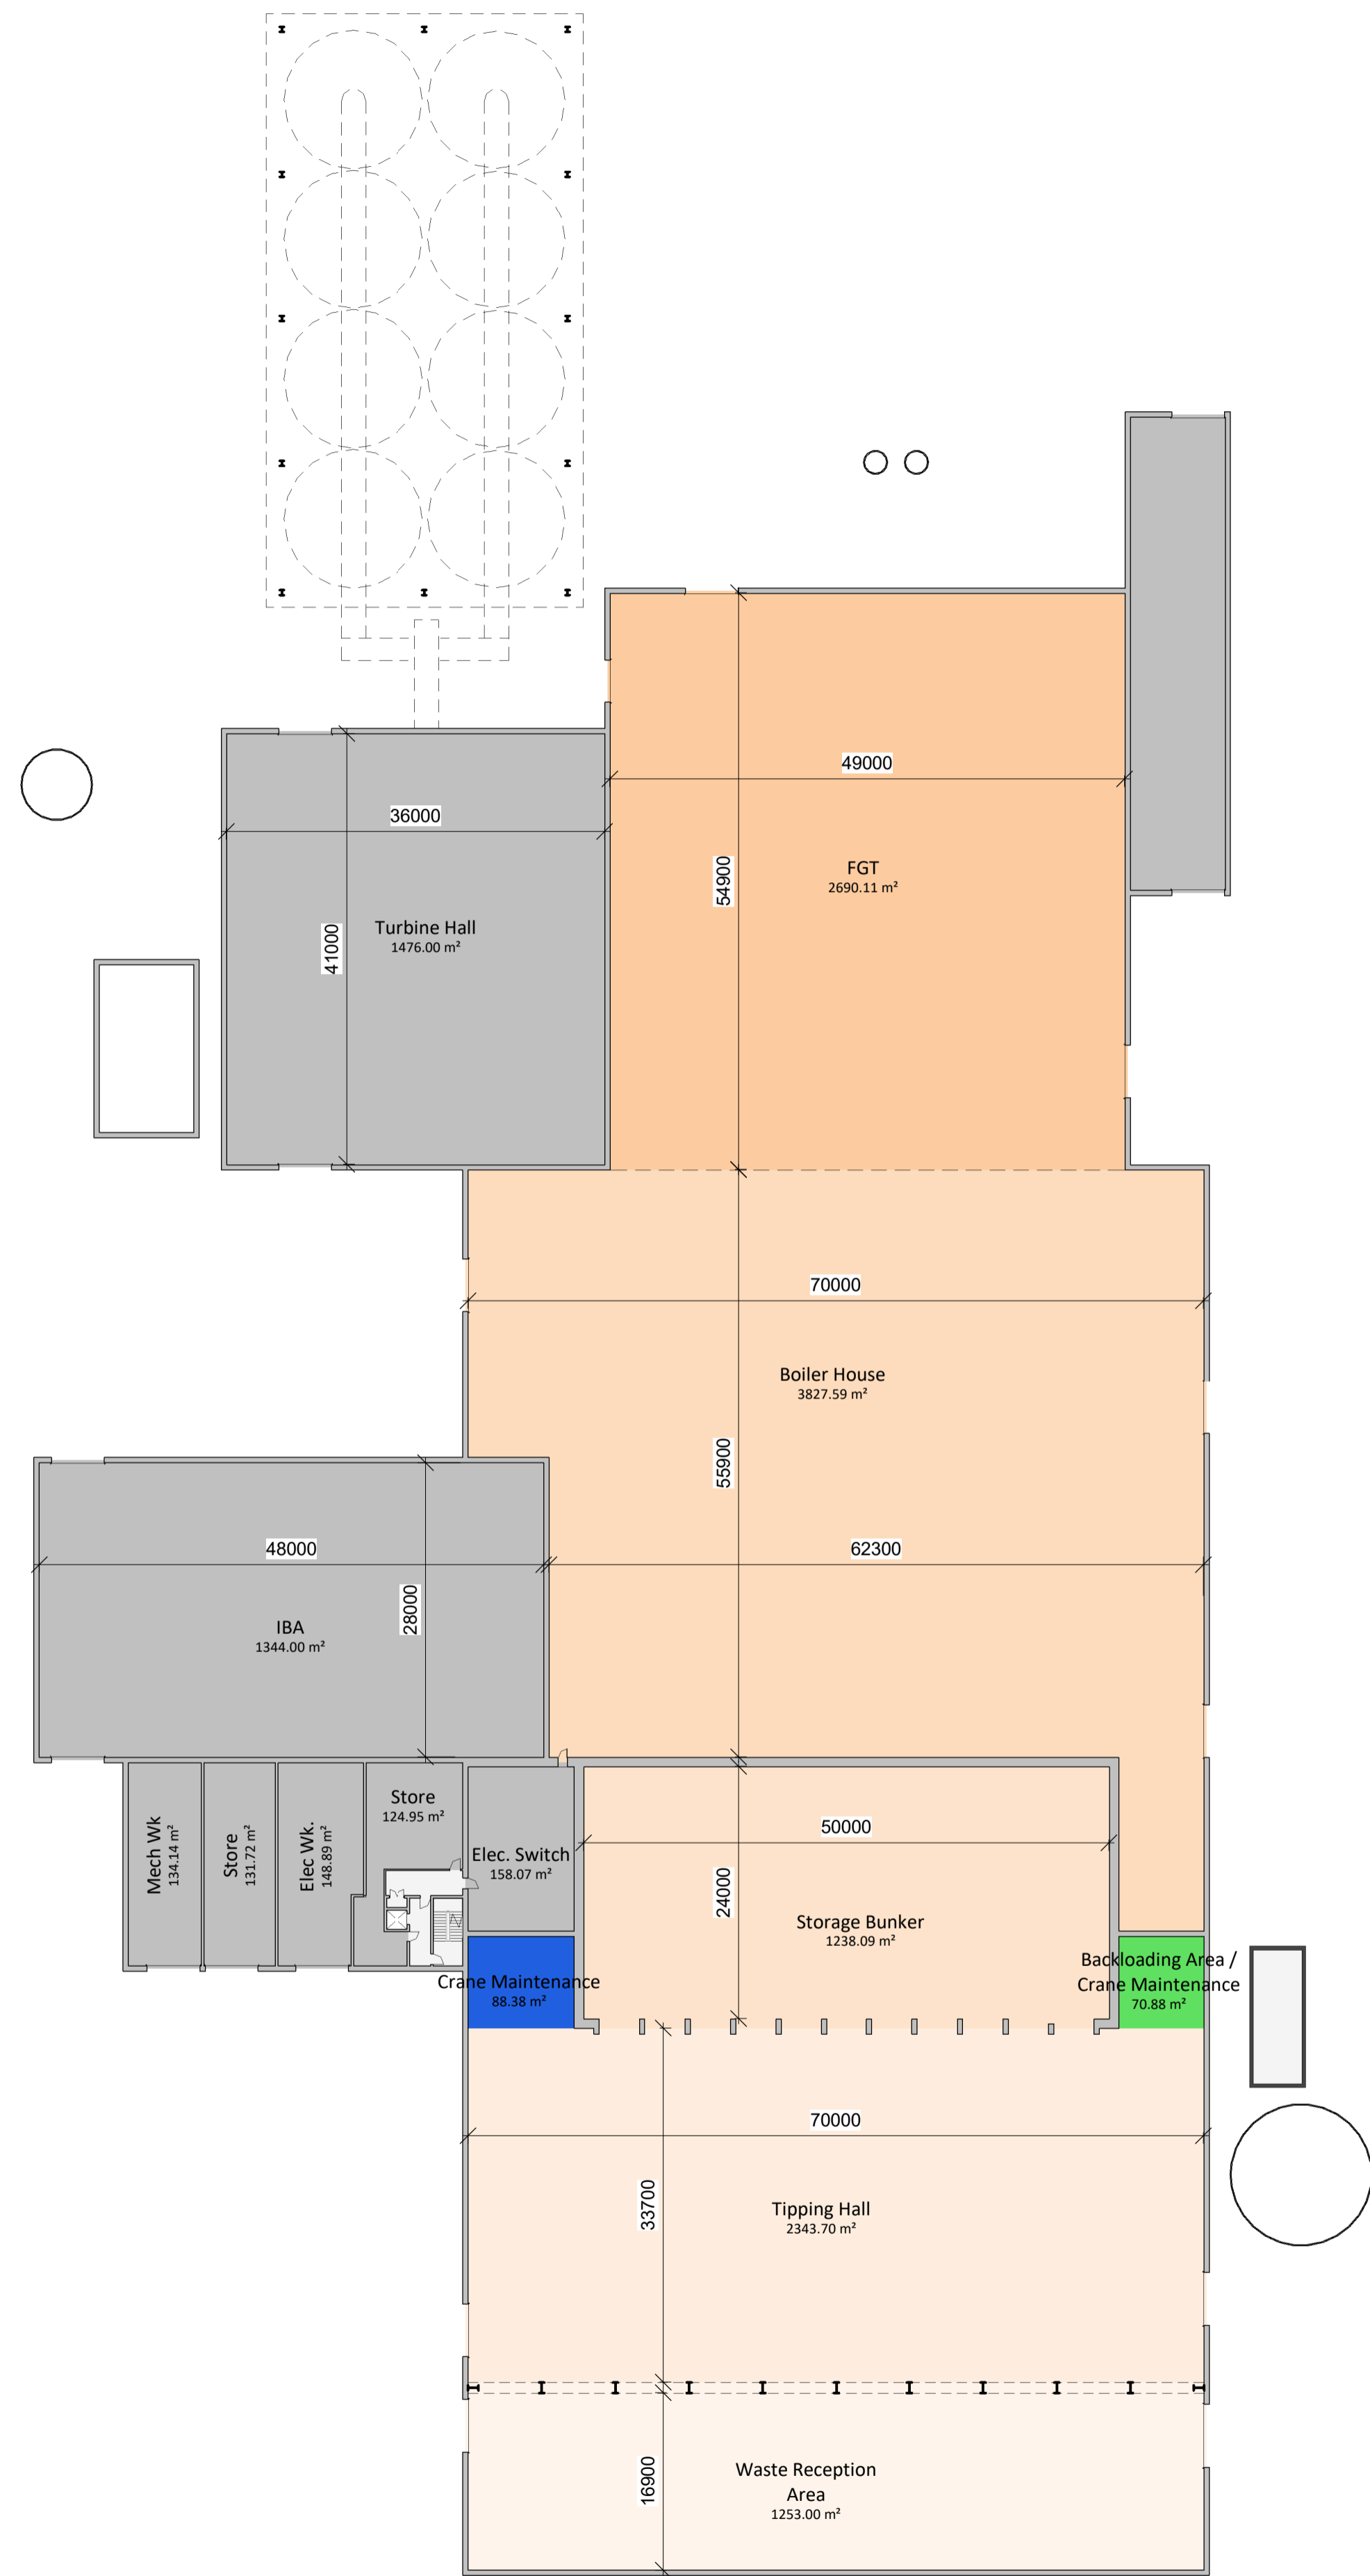 49000
36000
FGT
2690.11 m²
54900
Turbine Hall
1476.00 m²
41000
70000
Boiler House
3827.59 m²
55900
48000
62300
28000
IBA
1344.00 m²
Mech Wk
134.14 m²
Store
131.72 m²
Elec Wk.
148.89 m²
Store
124.95 m²
Elec. Switch
158.07 m²
50000
24000
Storage Bunker
1238.09 m²
Crane Maintenance
88.38 m²
Backloading Area /
Crane Maintenance
70.88 m²
70000
33700
Tipping Hall
2343.70 m²
16900
Waste Reception
Area
1253.00 m²